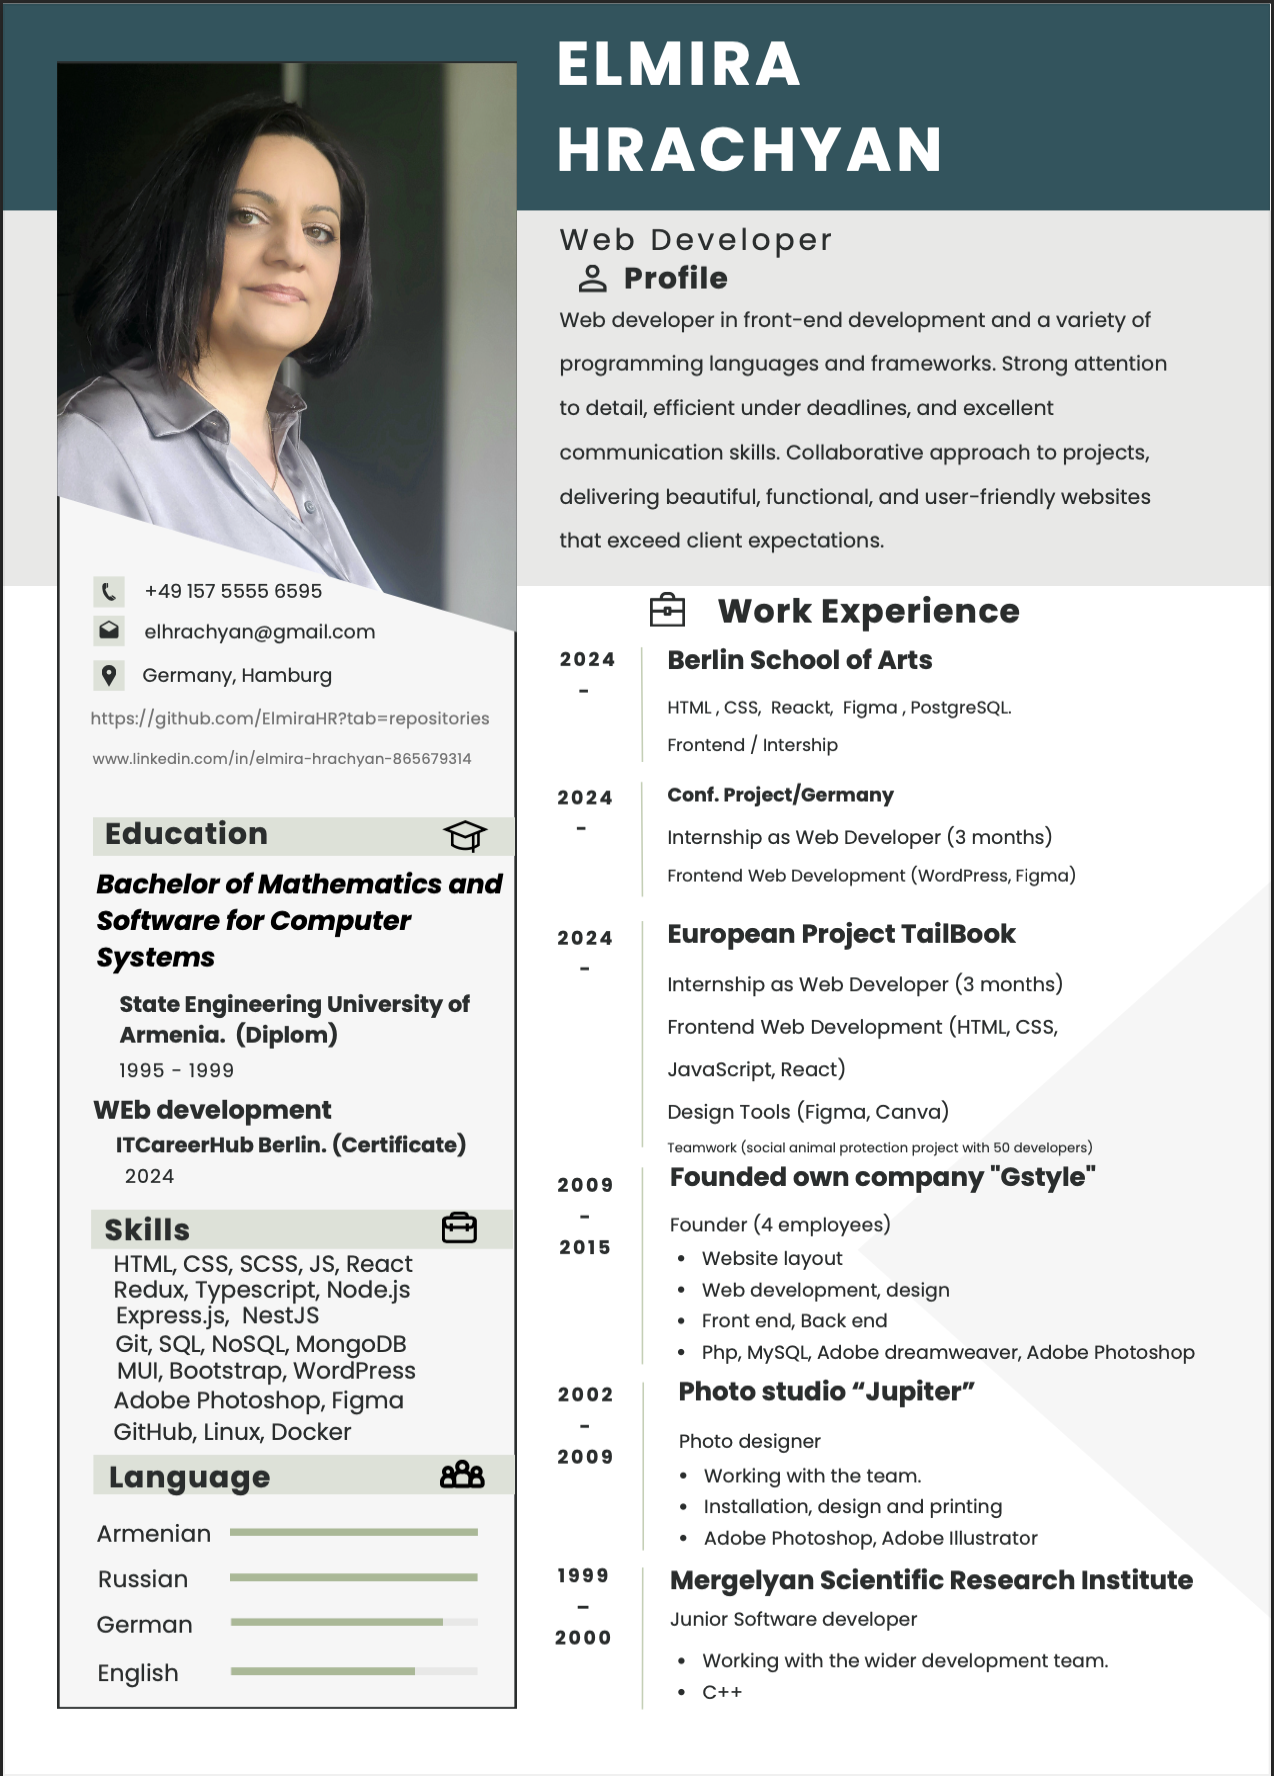 ELMIRA
HRACHYAN
Web Developer
Profile
Web developer in front-end development and a variety of
programming languages and frameworks. Strong attention
to detail, efficient under deadlines, and excellent
communication skills. Collaborative approach to projects,
delivering beautiful, functional, and user-friendly websites
that exceed client expectations.
+49 157 5555 6595
elhrachyan@gmail.com
Germany, Hamburg
https://github.com/ElmiraHR?tab=repositories
www.linkedin.com/in/elmira-hrachyan-865679314
Education
Bachelor of Mathematics and
Software for Computer
Systems
State Engineering University of
Armenia. (Diplom)
1995 - 1999
WEb development
ITCareerHub Berlin. (Certificate)
2024
Skills
HTML, CSS, SCSS, JS, React
Redux, Typescript, Node.js
Express.js, NestJS
Git, SQL, NoSQL, MongoDB
MUI, Bootstrap, WordPress
Adobe Photoshop, Figma
GitHub, Linux, Docker
Language
Armenian
Russian
German
English
Work Experience
2024
-
Berlin School of Arts
HTML , CSS, Reackt, Figma , PostgreSQL.
Frontend / Intership
2024
-
Conf. Project/Germany
Internship as Web Developer (3 months)
Frontend Web Development (WordPress, Figma)
2024
-
European Project TailBook
Internship as Web Developer (3 months)
Frontend Web Development (HTML, CSS,
JavaScript, React)
Design Tools (Figma, Canva)
Teamwork (social animal protection project with 50 developers)
2009
-
2015
Founded own company "Gstyle"
Founder (4 employees)
• Website layout
• Web development, design
• Front end, Back end
• Php, MySQL, Adobe dreamweaver, Adobe Photoshop
2002
-
2009
Photo studio “Jupiter”
Photo designer
• Working with the team.
• Installation, design and printing
• Adobe Photoshop, Adobe Illustrator
1999
-
2000
Mergelyan Scientific Research Institute
Junior Software developer
• Working with the wider development team.
• C++